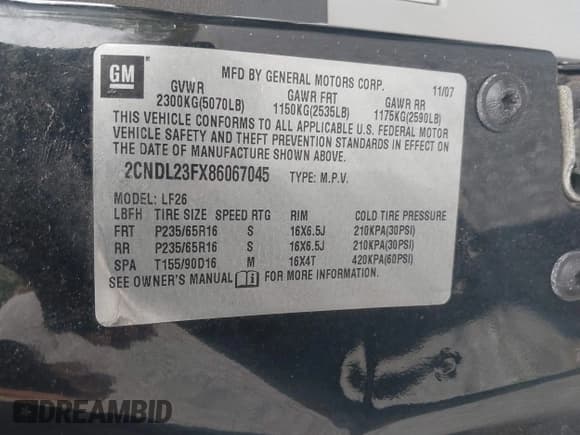 GM
MFD BY GENERAL MOTORS CORP. 11/07
GVWR GAWR FRT GAWR RR
2300KG(5070LB) 1150KG(2535LB) 1175KG(2590LB)
THIS VEHICLE CONFORMS TO ALL APPLICABLE U.S. FEDERAL MOTOR
VEHICLE SAFETY AND THEFT PREVENTION STANDARDS IN EFFECT ON
THE DATE OF MANUFACTURE SHOWN ABOVE.
2CNDL23FX86067045 TYPE: M.P.V.
MODEL: LF26
LBFH TIRE SIZE SPEED RTG RIM COLD TIRE PRESSURE
FRT P235/65R16 S 16X6.5J 210KPA(30PSI)
RR P235/65R16 S 16X6.5J 210KPA(30PSI)
SPA T155/90D16 M 16X4T 420KPA(60PSI)
SEE OWNER'S MANUAL FOR MORE INFORMATION.
DREAMBID